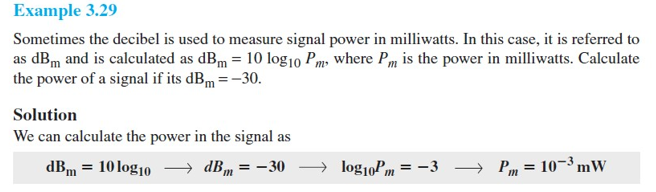 Example 3.29
Sometimes the decibel is used to measure signal power in milliwatts. In this case, it is referred to
as dBₘ and is calculated as dBₘ = 10 log₁₀ Pₘ, where Pₘ is the power in milliwatts. Calculate
the power of a signal if its dBₘ = −30.
Solution
We can calculate the power in the signal as
dBₘ = 10 log₁₀ ⟶ dBₘ = −30 ⟶ log₁₀Pₘ = −3 ⟶ Pₘ = 10⁻³ mW